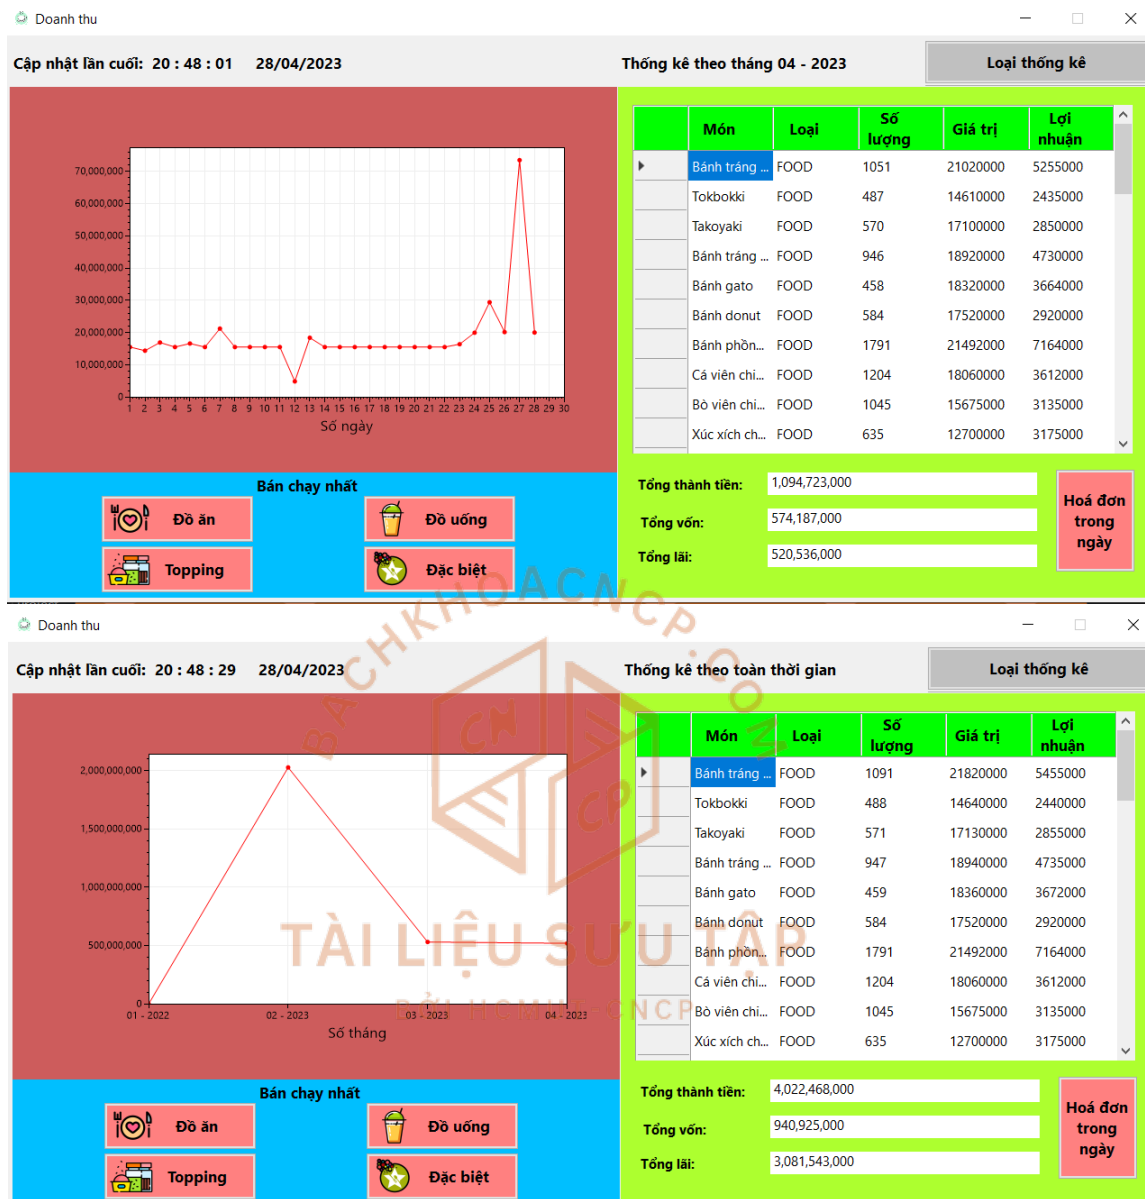 Doanh thu
Cập nhật lần cuối: 20 : 48 : 01 28/04/2023
Thống kê theo tháng 04 - 2023
Loại thống kê
70,000,000
60,000,000
50,000,000
40,000,000
30,000,000
20,000,000
10,000,000
0
1 2 3 4 5 6 7 8 9 10 11 12 13 14 15 16 17 18 19 20 21 22 23 24 25 26 27 28 29 30
Số ngày
Món Loại Số lượng Giá trị Lợi nhuận
Bánh tráng ... FOOD 1051 21020000 5255000
Tokbokki FOOD 487 14610000 2435000
Takoyaki FOOD 570 17100000 2850000
Bánh tráng ... FOOD 946 18920000 4730000
Bánh gato FOOD 458 18320000 3664000
Bánh donut FOOD 584 17520000 2920000
Bánh phồn... FOOD 1791 21492000 7164000
Cá viên chi... FOOD 1204 18060000 3612000
Bò viên chi... FOOD 1045 15675000 3135000
Xúc xích ch... FOOD 635 12700000 3175000
Bán chạy nhất
Đồ ăn
Đồ uống
Topping
Đặc biệt
Tổng thành tiền: 1,094,723,000
Tổng vốn: 574,187,000
Tổng lãi: 520,536,000
Hoá đơn
trong
ngày
Doanh thu
Cập nhật lần cuối: 20 : 48 : 29 28/04/2023
Thống kê theo toàn thời gian
Loại thống kê
2,000,000,000
1,500,000,000
1,000,000,000
500,000,000
0
01 - 2022 02 - 2023 03 - 2023 04 - 2023
Số tháng
Món Loại Số lượng Giá trị Lợi nhuận
Bánh tráng ... FOOD 1091 21820000 5455000
Tokbokki FOOD 488 14640000 2440000
Takoyaki FOOD 571 17130000 2855000
Bánh tráng ... FOOD 947 18940000 4735000
Bánh gato FOOD 459 18360000 3672000
Bánh donut FOOD 584 17520000 2920000
Bánh phồn... FOOD 1791 21492000 7164000
Cá viên chi... FOOD 1204 18060000 3612000
Bò viên chi... FOOD 1045 15675000 3135000
Xúc xích ch... FOOD 635 12700000 3175000
Bán chạy nhất
Đồ ăn
Đồ uống
Topping
Đặc biệt
Tổng thành tiền: 4,022,468,000
Tổng vốn: 940,925,000
Tổng lãi: 3,081,543,000
Hoá đơn
trong
ngày
BACHKHOACNCP.COM
CN
CP
TÀI LIỆU SƯU TẬP
BỞI HCMUT-CNCP